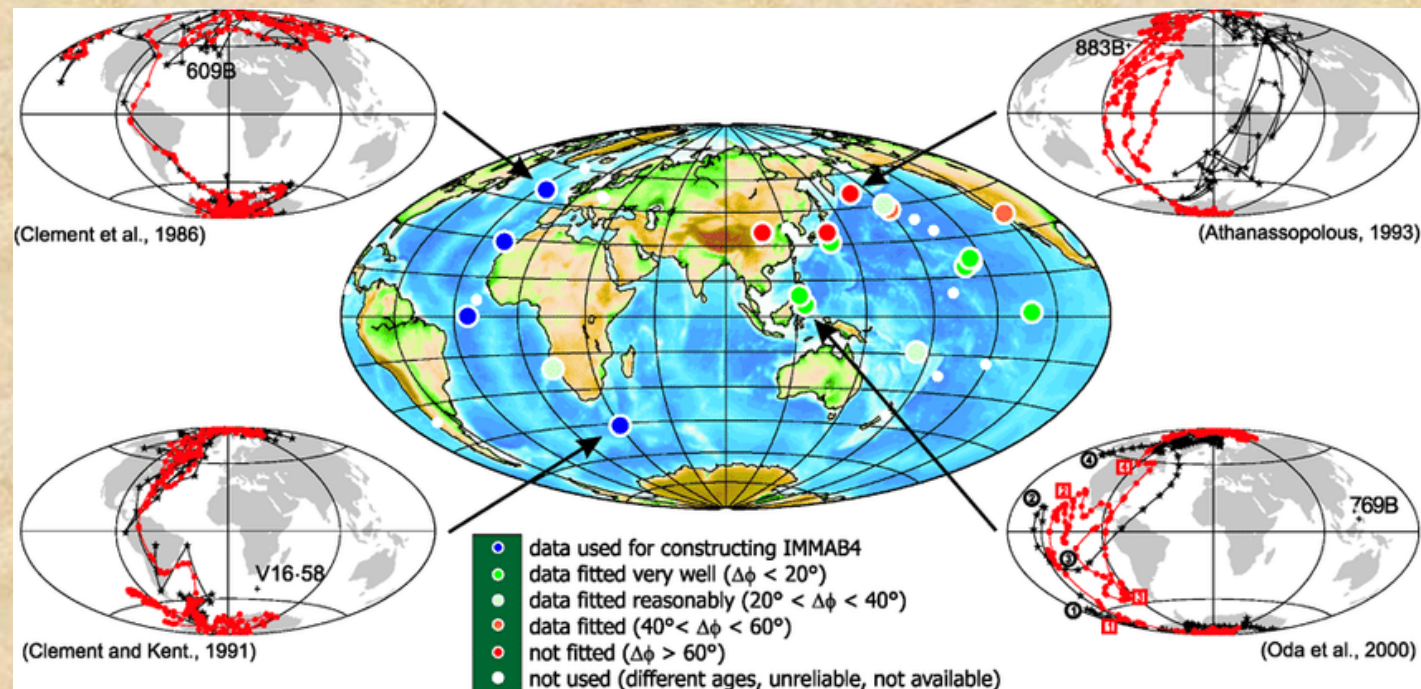 609B
(Clement et al., 1986)
883B
(Athanassopolous, 1993)
V16-58
(Clement and Kent., 1991)
4
2
3
1
4
2
3
1
769B
(Oda et al., 2000)
data used for constructing IMMAB4
data fitted very well (Δϕ < 20°)
data fitted reasonably (20° < Δϕ < 40°)
data fitted (40°< Δϕ < 60°)
not fitted (Δϕ > 60°)
not used (different ages, unreliable, not available)